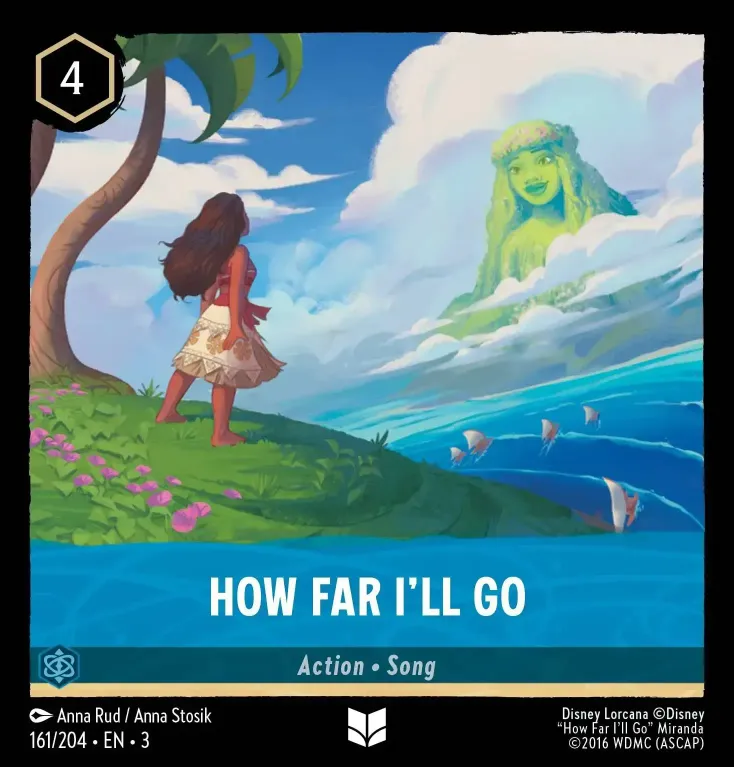 4
HOW FAR I'LL GO
Action • Song
Anna Rud / Anna Stosik
161/204 • EN • 3
Disney Lorcana ©Disney
“How Far I'll Go” Miranda
©2016 WDMC (ASCAP)